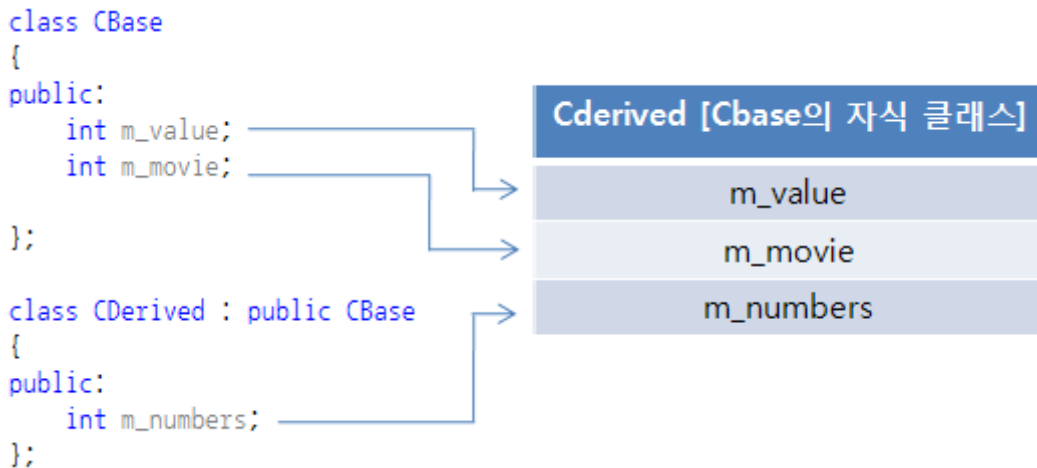 class CBase
{
public:
int m_value;
int m_movie;
};
class CDerived : public CBase
{
public:
int m_numbers;
};
Cderived [Cbase의 자식 클래스]
m_value
m_movie
m_numbers